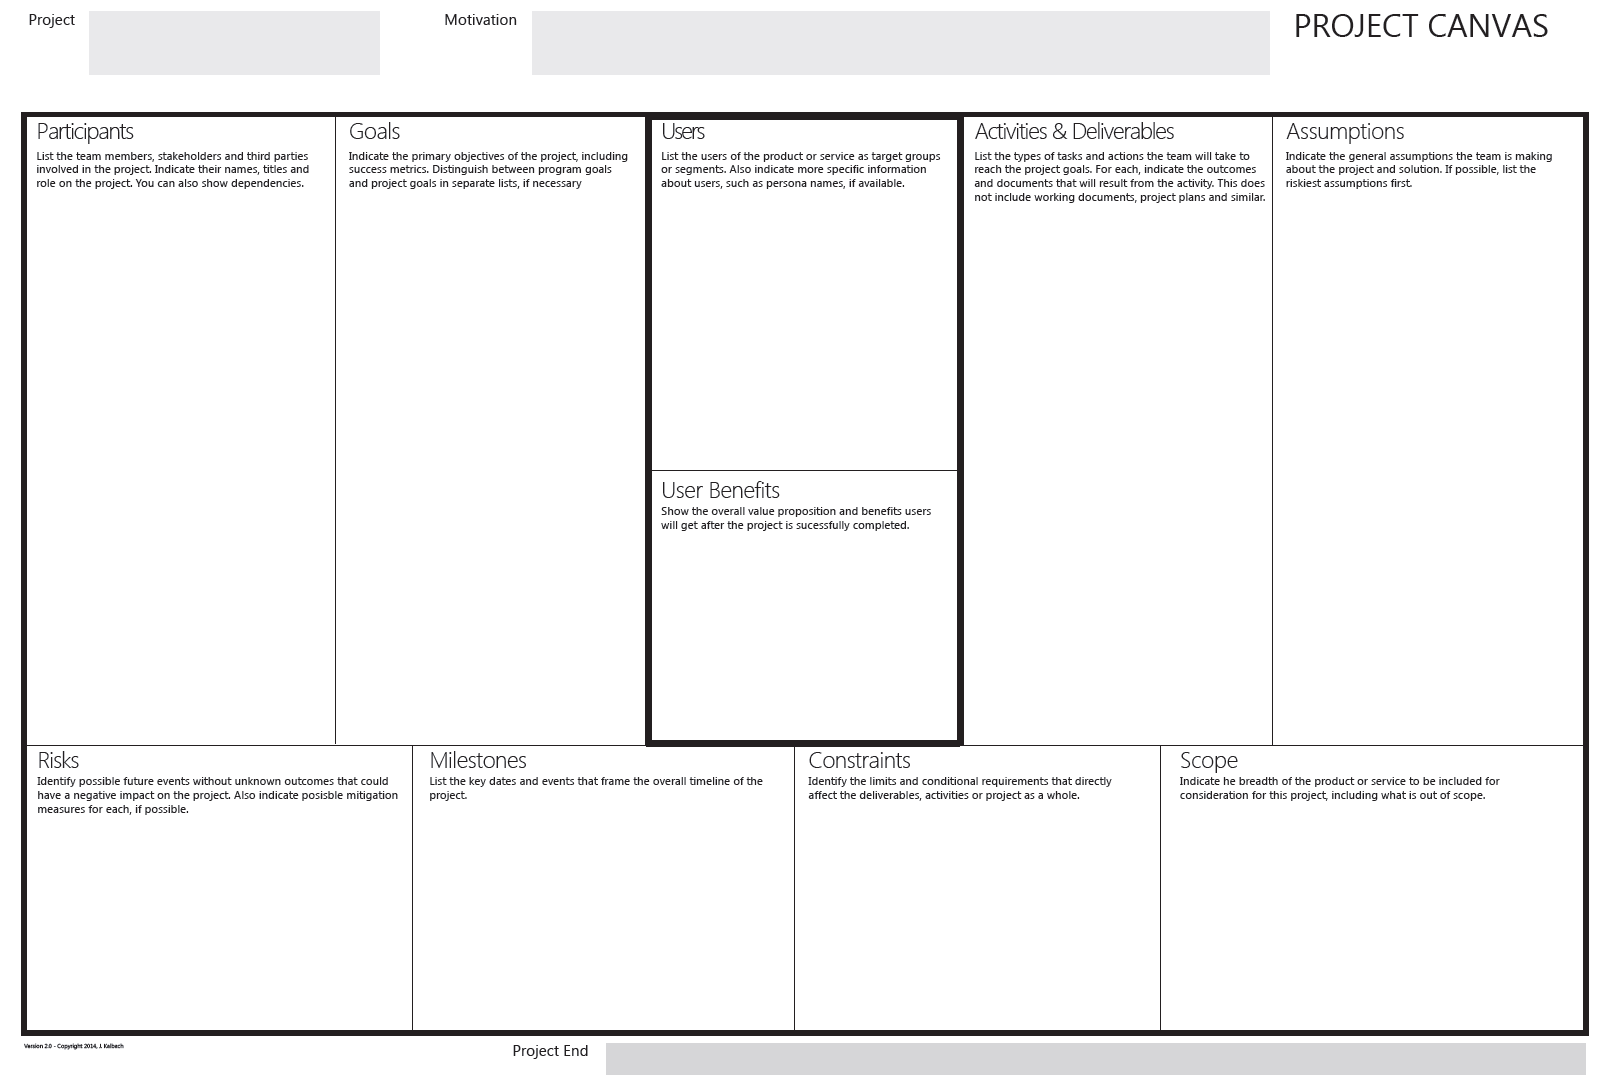 Project
Motivation
PROJECT CANVAS
Participants
List the team members, stakeholders and third parties
involved in the project. Indicate their names, titles and
role on the project. You can also show dependencies.
Goals
Indicate the primary objectives of the project, including
success metrics. Distinguish between program goals
and project goals in separate lists, if necessary
Users
List the users of the product or service as target groups
or segments. Also indicate more specific information
about users, such as persona names, if available.
User Benefits
Show the overall value proposition and benefits users
will get after the project is sucessfully completed.
Activities & Deliverables
List the types of tasks and actions the team will take to
reach the project goals. For each, indicate the outcomes
and documents that will result from the activity. This does
not include working documents, project plans and similar.
Assumptions
Indicate the general assumptions the team is making
about the project and solution. If possible, list the
riskiest assumptions first.
Risks
Identify possible future events without unknown outcomes that could
have a negative impact on the project. Also indicate posisble mitigation
measures for each, if possible.
Milestones
List the key dates and events that frame the overall timeline of the
project.
Constraints
Identify the limits and conditional requirements that directly
affect the deliverables, activities or project as a whole.
Scope
Indicate he breadth of the product or service to be included for
consideration for this project, including what is out of scope.
Version 2.0 - Copyright 2014, J. Kalbach
Project End